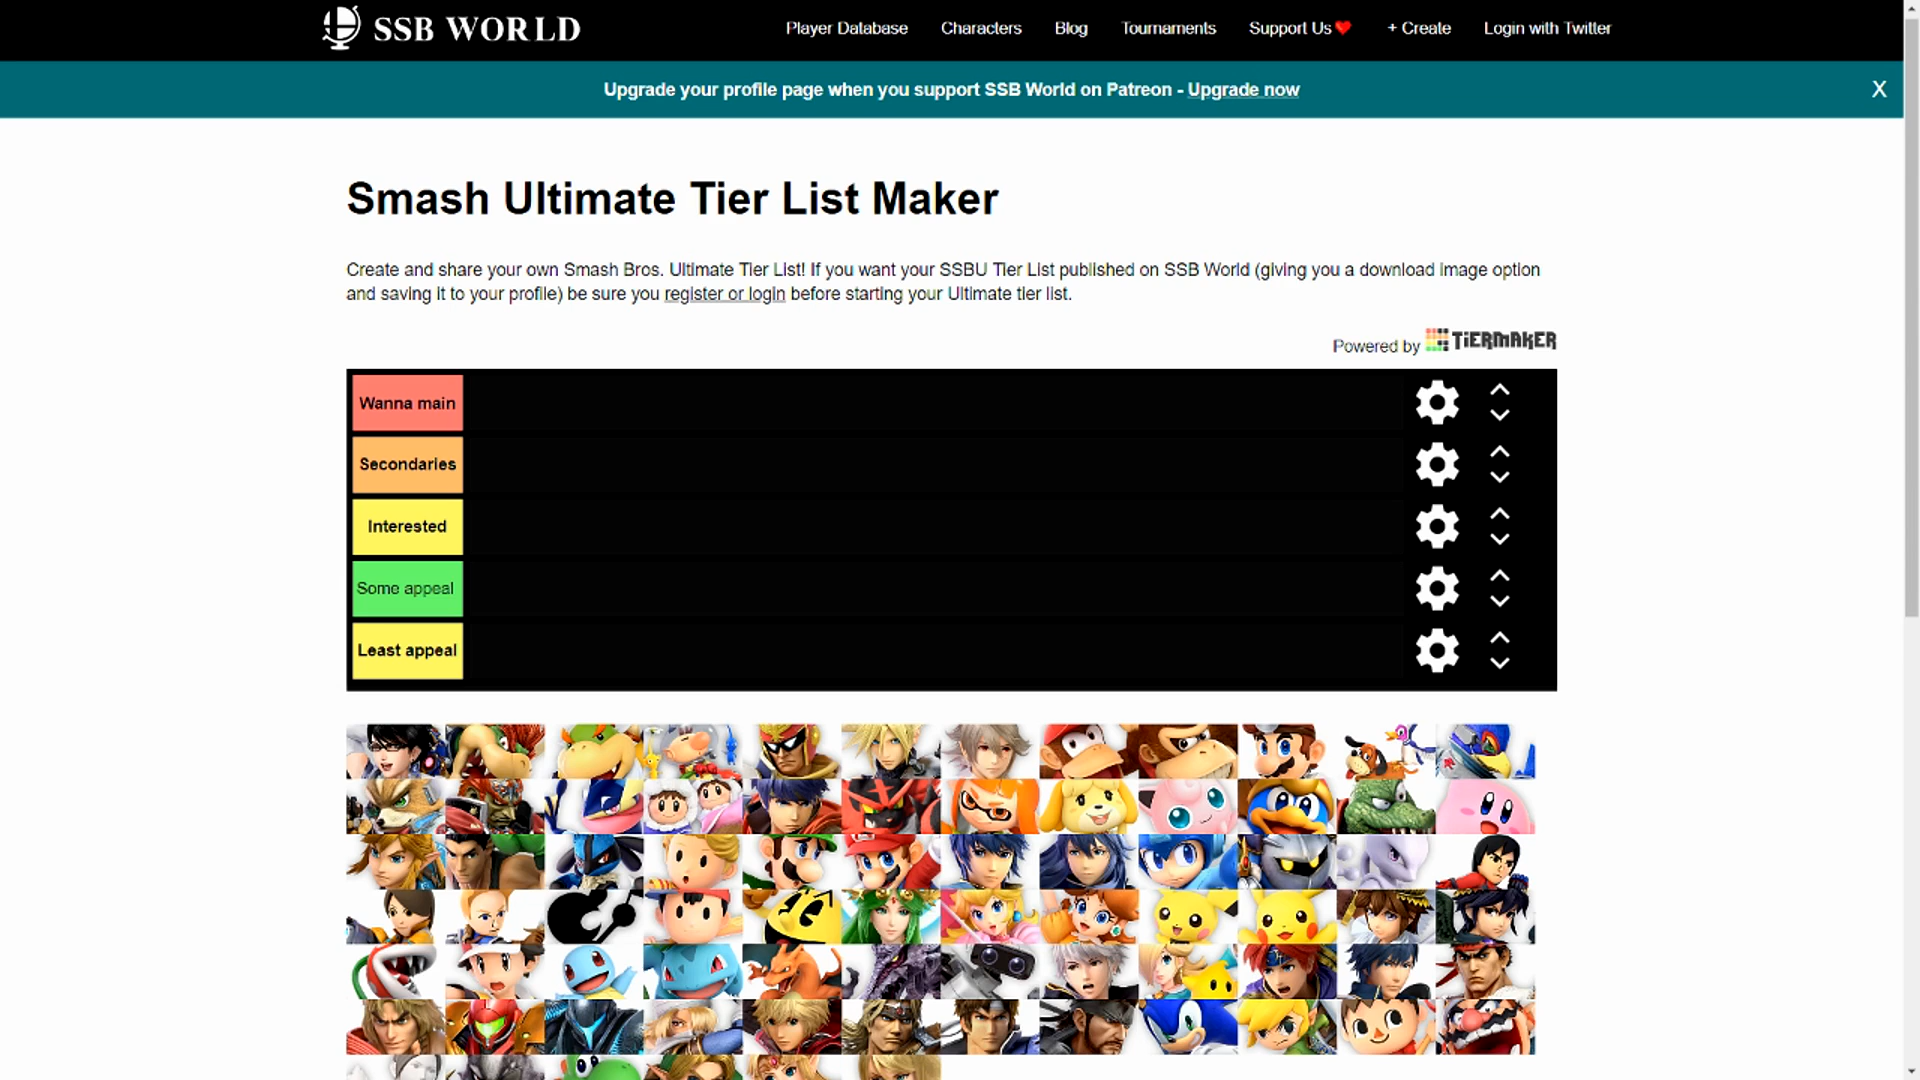 SSB WORLD
Player Database
Characters
Blog
Tournaments
Support Us
+ Create
Login with Twitter
Upgrade your profile page when you support SSB World on Patreon - Upgrade now
X
Smash Ultimate Tier List Maker
Create and share your own Smash Bros. Ultimate Tier List! If you want your SSBU Tier List published on SSB World (giving you a download image option
and saving it to your profile) be sure you register or login before starting your Ultimate tier list.
Powered by TiERMAKER
Wanna main
Secondaries
Interested
Some appeal
Least appeal